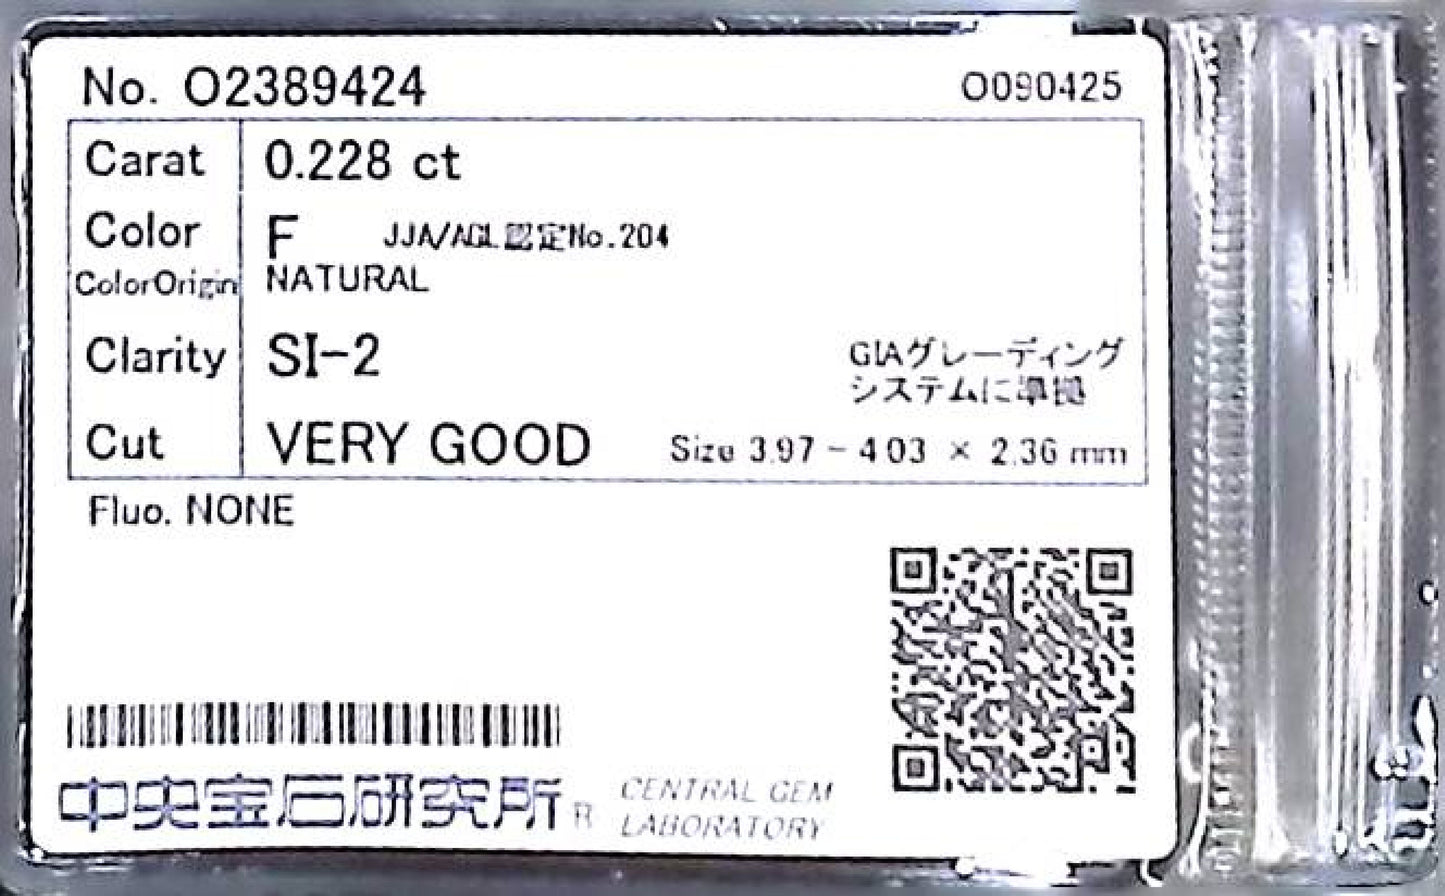 No. O2389424 O090425
Carat 0.228 ct
Color F JJA/AGL認定No.204
ColorOrigin NATURAL
Clarity SI-2 GIAグレーディング
システムに準拠
Cut VERY GOOD Size 3.97 - 4.03 × 2.36 mm
Fluo. NONE
中央宝石研究所® CENTRAL GEM
LABORATORY